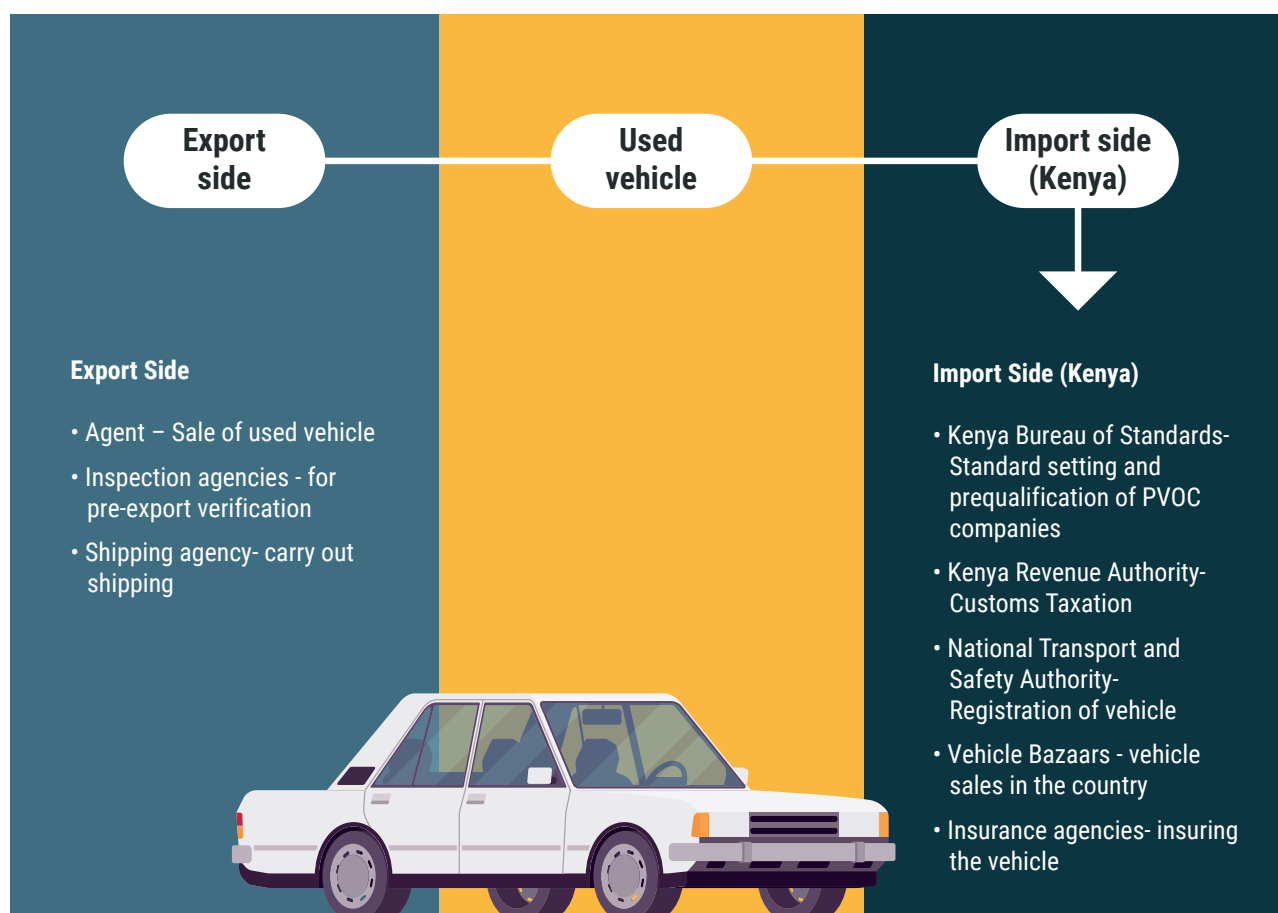 Export
side
Used
vehicle
Import side
(Kenya)
Export Side
• Agent – Sale of used vehicle
• Inspection agencies - for
pre-export verification
• Shipping agency- carry out
shipping
Import Side (Kenya)
• Kenya Bureau of Standards-
Standard setting and
prequalification of PVOC
companies
• Kenya Revenue Authority-
Customs Taxation
• National Transport and
Safety Authority-
Registration of vehicle
• Vehicle Bazaars - vehicle
sales in the country
• Insurance agencies- insuring
the vehicle